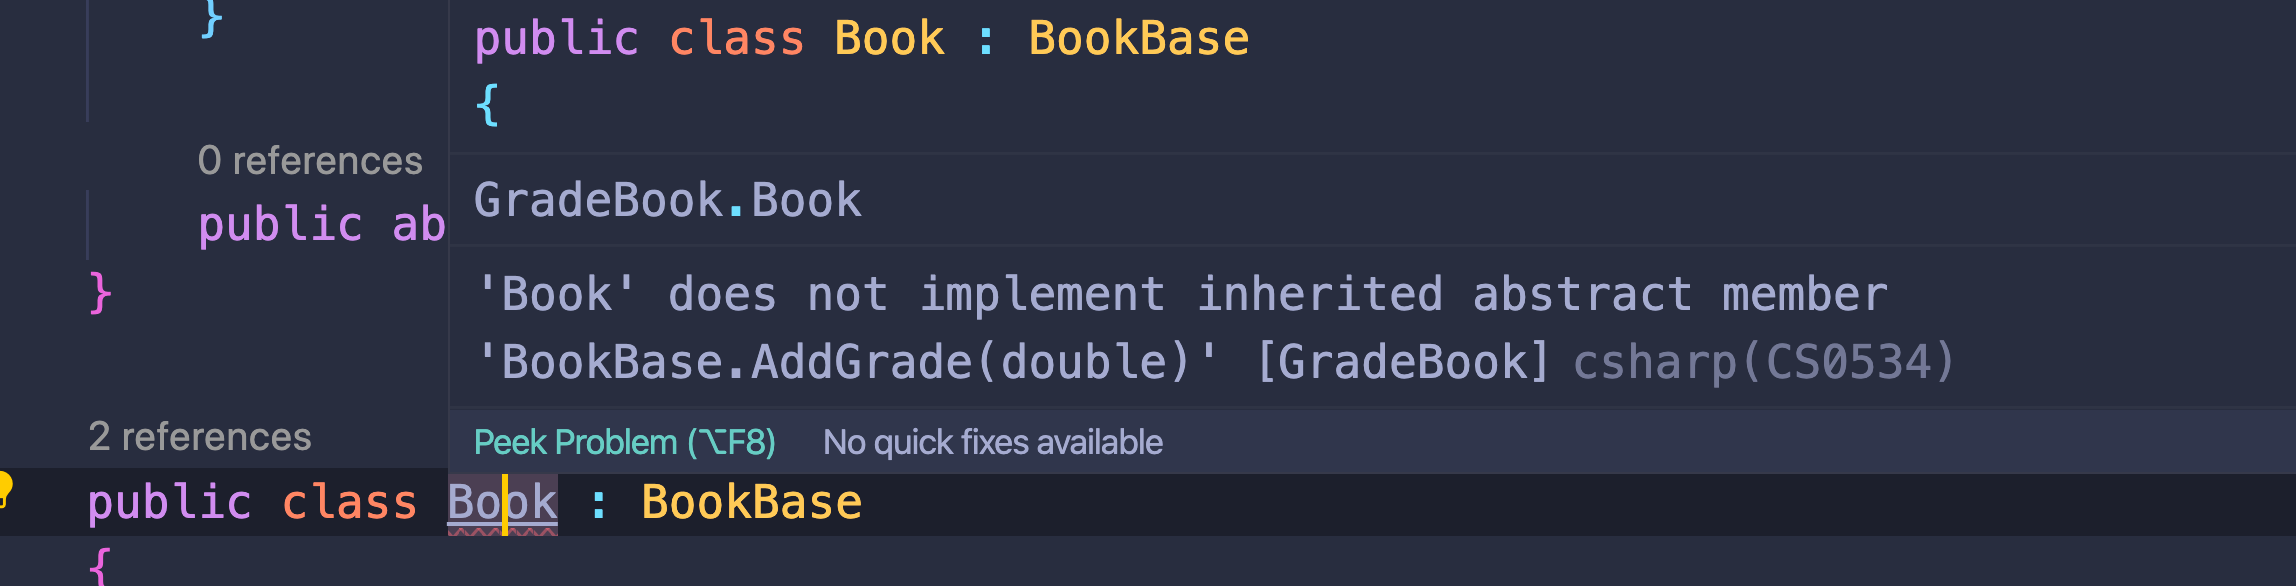 }
public class Book : BookBase
{
0 references
GradeBook.Book
public ab
}
'Book' does not implement inherited abstract member
'BookBase.AddGrade(double)' [GradeBook] csharp(CS0534)
2 references
Peek Problem (⌥F8) No quick fixes available
public class Book : BookBase
{